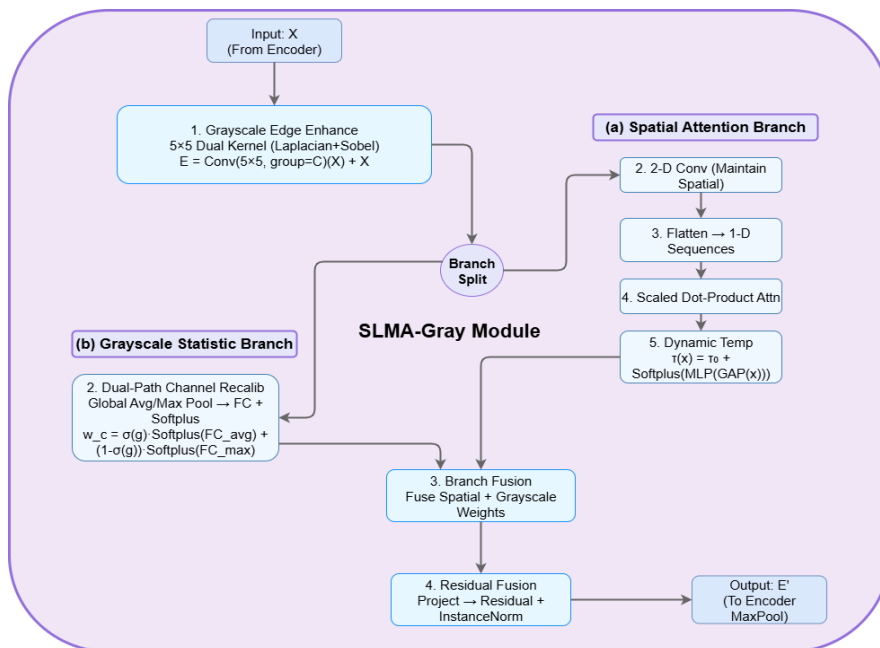 Input: X
(From Encoder)
1. Grayscale Edge Enhance
5×5 Dual Kernel (Laplacian+Sobel)
E = Conv(5×5, group=C)(X) + X
Branch
Split
(a) Spatial Attention Branch
2. 2-D Conv (Maintain
Spatial)
3. Flatten → 1-D
Sequences
4. Scaled Dot-Product Attn
5. Dynamic Temp
τ(x) = τ₀ +
Softplus(MLP(GAP(x)))
SLMA-Gray Module
(b) Grayscale Statistic Branch
2. Dual-Path Channel Recalib
Global Avg/Max Pool → FC +
Softplus
w_c = σ(g)·Softplus(FC_avg) +
(1-σ(g))·Softplus(FC_max)
3. Branch Fusion
Fuse Spatial + Grayscale
Weights
4. Residual Fusion
Project → Residual +
InstanceNorm
Output: E'
(To Encoder
MaxPool)